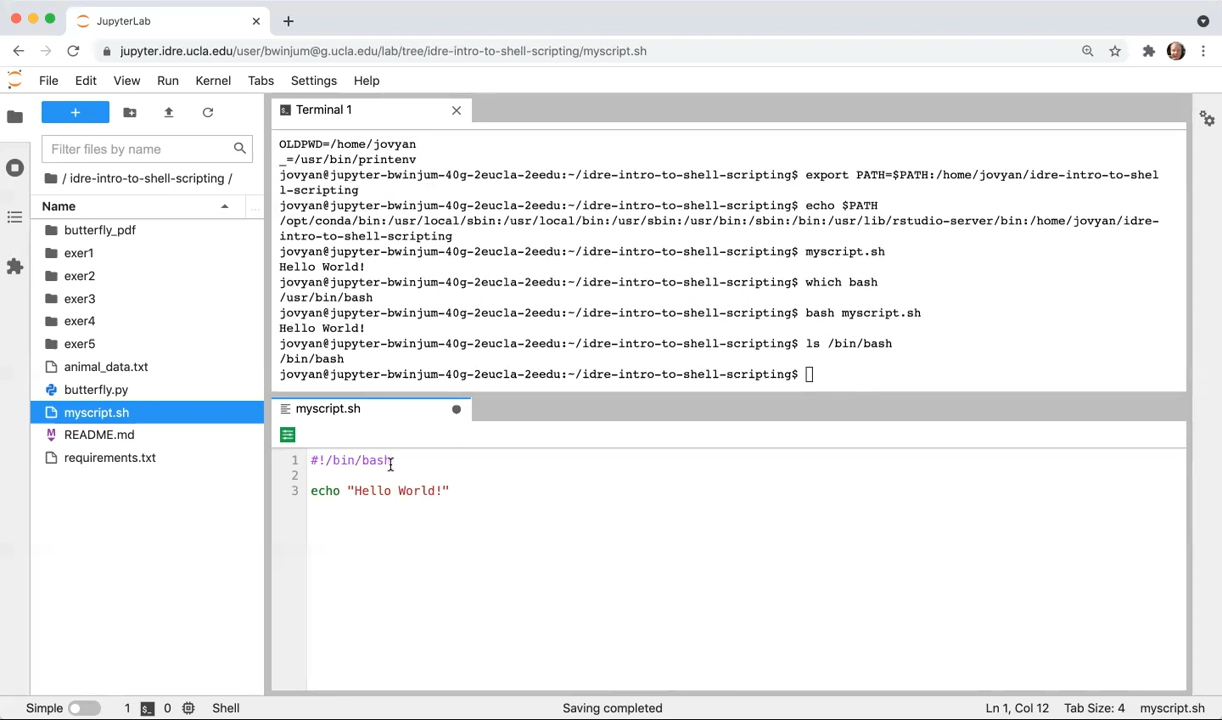 JupyterLab
jupyter.idre.ucla.edu/user/bwinjum@g.ucla.edu/lab/tree/idre-intro-to-shell-scripting/myscript.sh
File Edit View Run Kernel Tabs Settings Help
Filter files by name
/ idre-intro-to-shell-scripting /
Name
butterfly_pdf
exer1
exer2
exer3
exer4
exer5
animal_data.txt
butterfly.py
myscript.sh
README.md
requirements.txt
Terminal 1
OLDPWD=/home/jovyan
_=/usr/bin/printenv
jovyan@jupyter-bwinjum-40g-2eucla-2eedu:~/idre-intro-to-shell-scripting$ export PATH=$PATH:/home/jovyan/idre-intro-to-shel
l-scripting
jovyan@jupyter-bwinjum-40g-2eucla-2eedu:~/idre-intro-to-shell-scripting$ echo $PATH
/opt/conda/bin:/usr/local/sbin:/usr/local/bin:/usr/sbin:/usr/bin:/sbin:/bin:/usr/lib/rstudio-server/bin:/home/jovyan/idre-
intro-to-shell-scripting
jovyan@jupyter-bwinjum-40g-2eucla-2eedu:~/idre-intro-to-shell-scripting$ myscript.sh
Hello World!
jovyan@jupyter-bwinjum-40g-2eucla-2eedu:~/idre-intro-to-shell-scripting$ which bash
/usr/bin/bash
jovyan@jupyter-bwinjum-40g-2eucla-2eedu:~/idre-intro-to-shell-scripting$ bash myscript.sh
Hello World!
jovyan@jupyter-bwinjum-40g-2eucla-2eedu:~/idre-intro-to-shell-scripting$ ls /bin/bash
/bin/bash
jovyan@jupyter-bwinjum-40g-2eucla-2eedu:~/idre-intro-to-shell-scripting$
myscript.sh
1 #!/bin/bash
2
3 echo "Hello World!"
Simple 1 0 Shell Saving completed Ln 1, Col 12 Tab Size: 4 myscript.sh